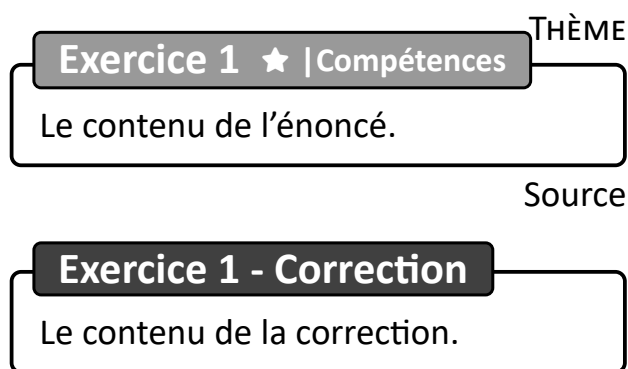 THÈME
Exercice 1 ★ |Compétences
Le contenu de l’énoncé.
Source
Exercice 1 - Correction
Le contenu de la correction.